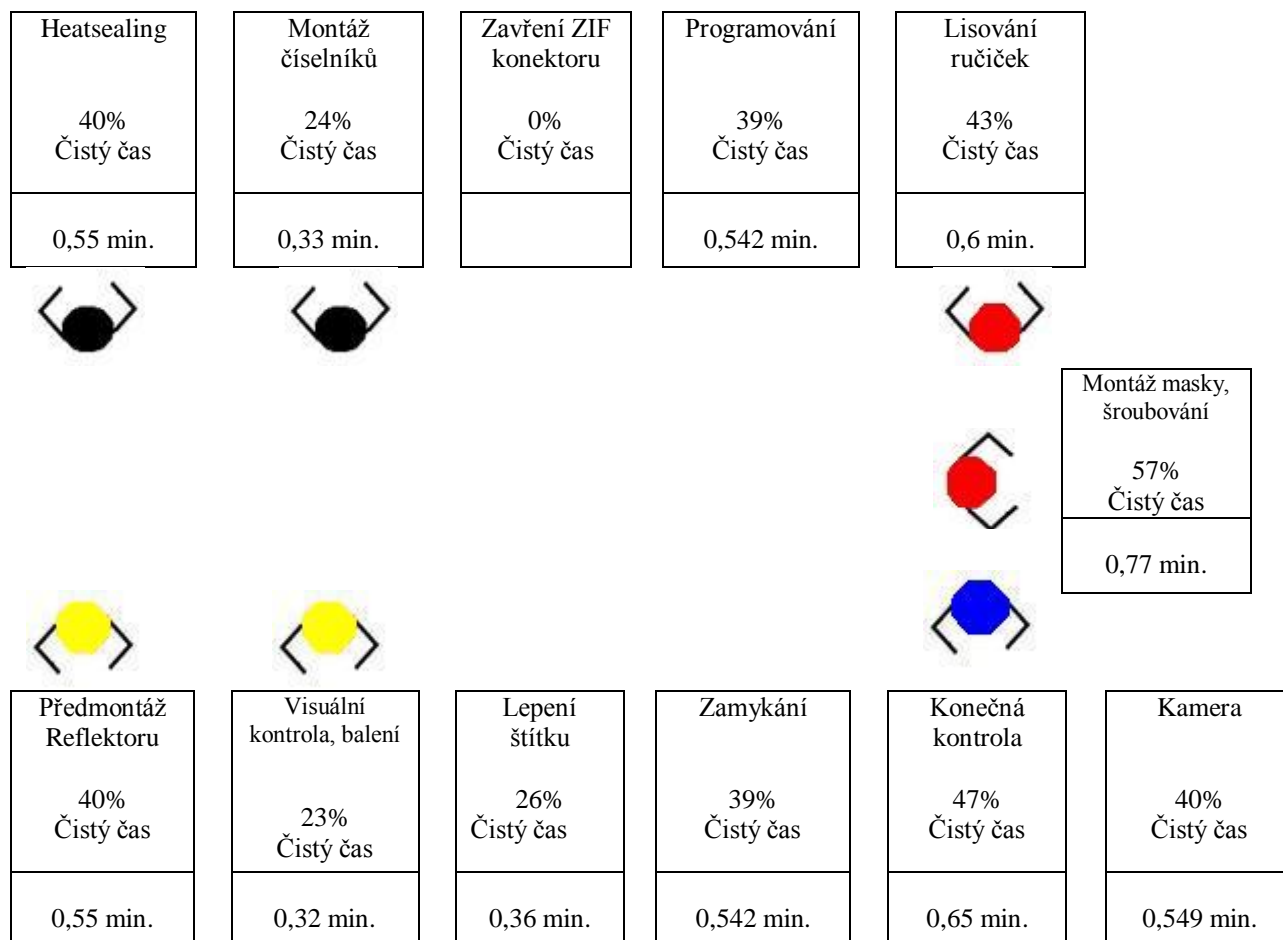 Heatsealing
40%
Čistý čas
0,55 min.
Montáž
číselníků
24%
Čistý čas
0,33 min.
Zavření ZIF
konektoru
0%
Čistý čas
Programování
39%
Čistý čas
0,542 min.
Lisování
ručiček
43%
Čistý čas
0,6 min.
Montáž masky,
šroubování
57%
Čistý čas
0,77 min.
Předmontáž
Reflektoru
40%
Čistý čas
0,55 min.
Visuální
kontrola, balení
23%
Čistý čas
0,32 min.
Lepení
štítku
26%
Čistý čas
0,36 min.
Zamykání
39%
Čistý čas
0,542 min.
Konečná
kontrola
47%
Čistý čas
0,65 min.
Kamera
40%
Čistý čas
0,549 min.